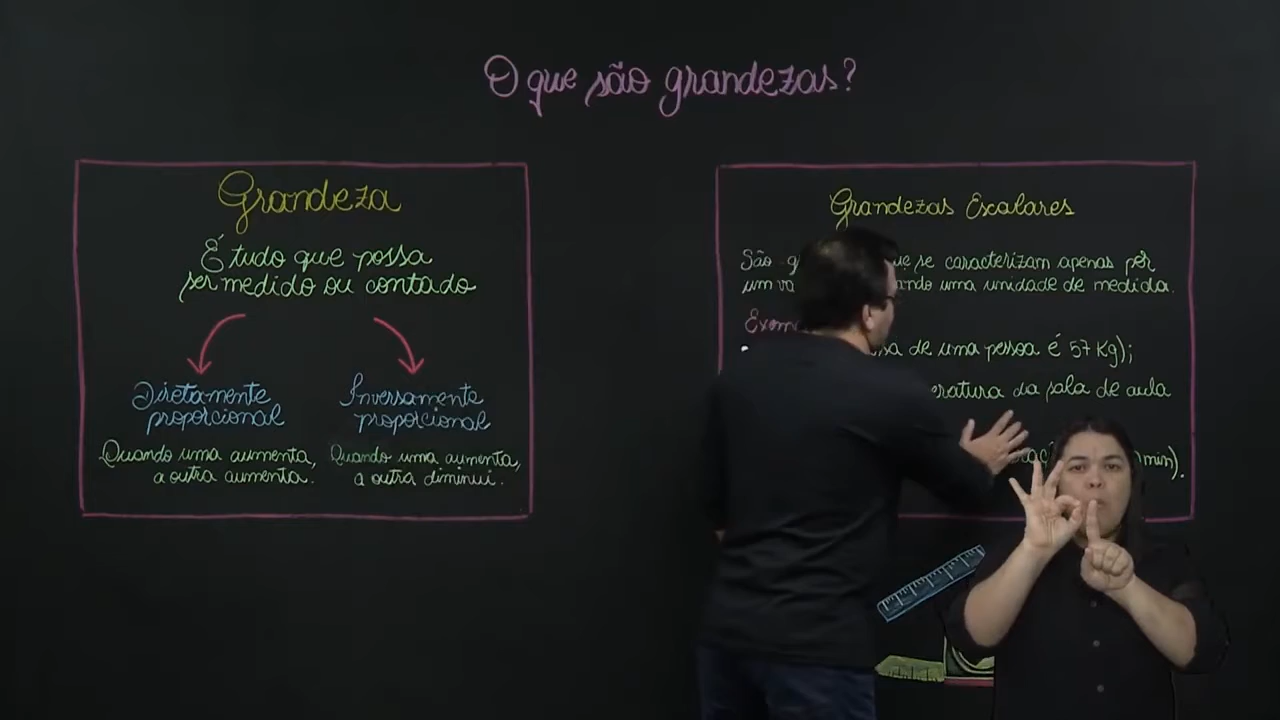 O que são grandezas?
Grandeza
É tudo que possa
ser medido ou contado
Diretamente
proporcional
Inversamente
proporcional
Quando uma aumenta,
a outra aumenta.
Quando uma aumenta,
a outra diminui.
Grandezas Escalares
São que se caracterizam apenas por
um uma unidade de medida.
de uma pessoa é 57 Kg);
da sala de aula
min).